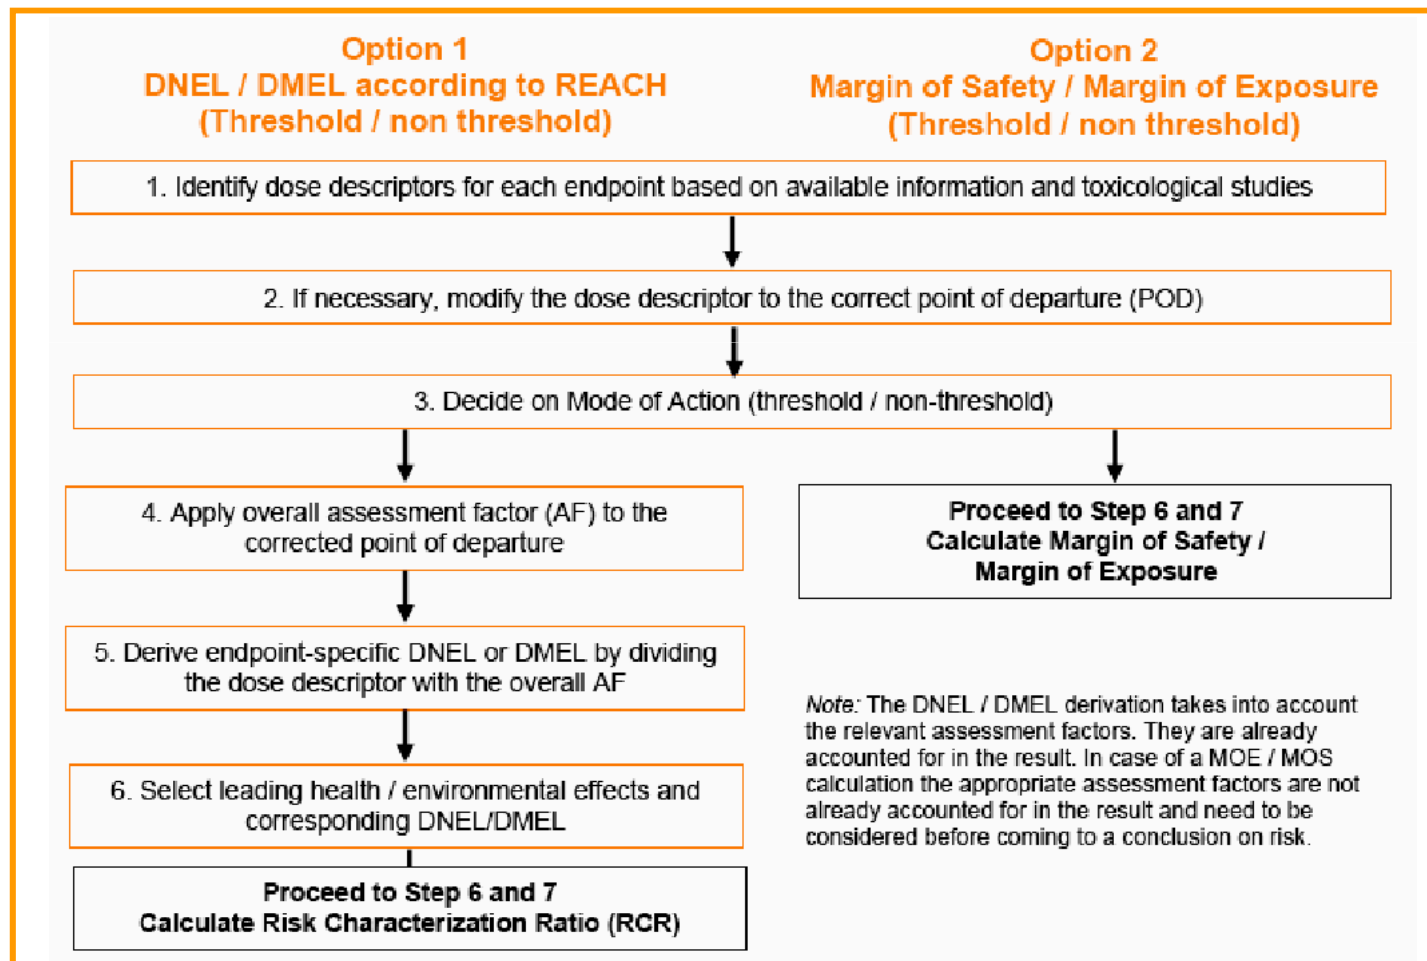 Option 1
DNEL / DMEL according to REACH
(Threshold / non threshold)
Option 2
Margin of Safety / Margin of Exposure
(Threshold / non threshold)
1. Identify dose descriptors for each endpoint based on available information and toxicological studies
2. If necessary, modify the dose descriptor to the correct point of departure (POD)
3. Decide on Mode of Action (threshold / non-threshold)
4. Apply overall assessment factor (AF) to the
corrected point of departure
5. Derive endpoint-specific DNEL or DMEL by dividing
the dose descriptor with the overall AF
6. Select leading health / environmental effects and
corresponding DNEL/DMEL
Proceed to Step 6 and 7
Calculate Risk Characterization Ratio (RCR)
Proceed to Step 6 and 7
Calculate Margin of Safety /
Margin of Exposure
Note: The DNEL / DMEL derivation takes into account
the relevant assessment factors. They are already
accounted for in the result. In case of a MOE / MOS
calculation the appropriate assessment factors are not
already accounted for in the result and need to be
considered before coming to a conclusion on risk.